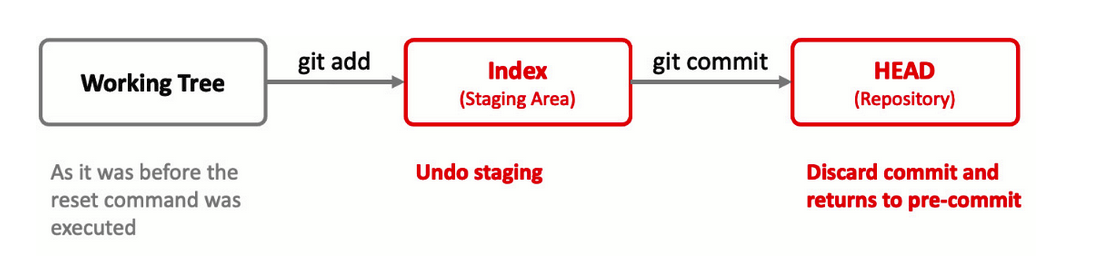 Working Tree
git add
Index
(Staging Area)
git commit
HEAD
(Repository)
As it was before the
reset command was
executed
Undo staging
Discard commit and
returns to pre-commit